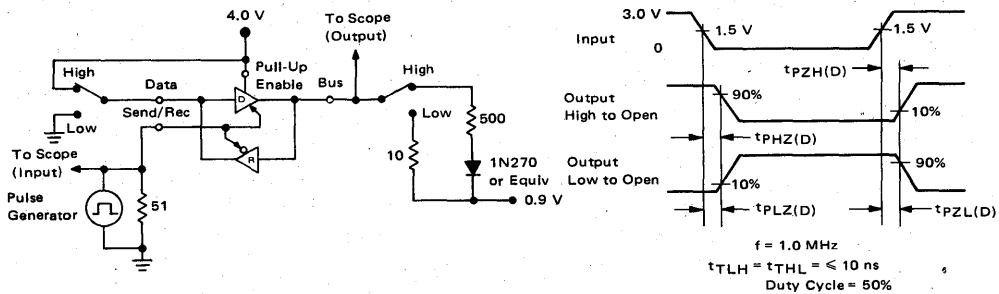 4.0 V
To Scope
(Output)
High
Data
Pull-Up
Enable
Bus
High
D
Send/Rec
Low
Low
500
R
10
To Scope
(Input)
1N270
or Equiv
Pulse
Generator
51
0.9 V
3.0 V
Input
0
1.5 V
1.5 V
tPZH(D)
Output
High to Open
90%
10%
tPHZ(D)
Output
Low to Open
90%
10%
tPLZ(D)
tPZL(D)
f = 1.0 MHz
tTLH = tTHL = ≤ 10 ns
Duty Cycle = 50%